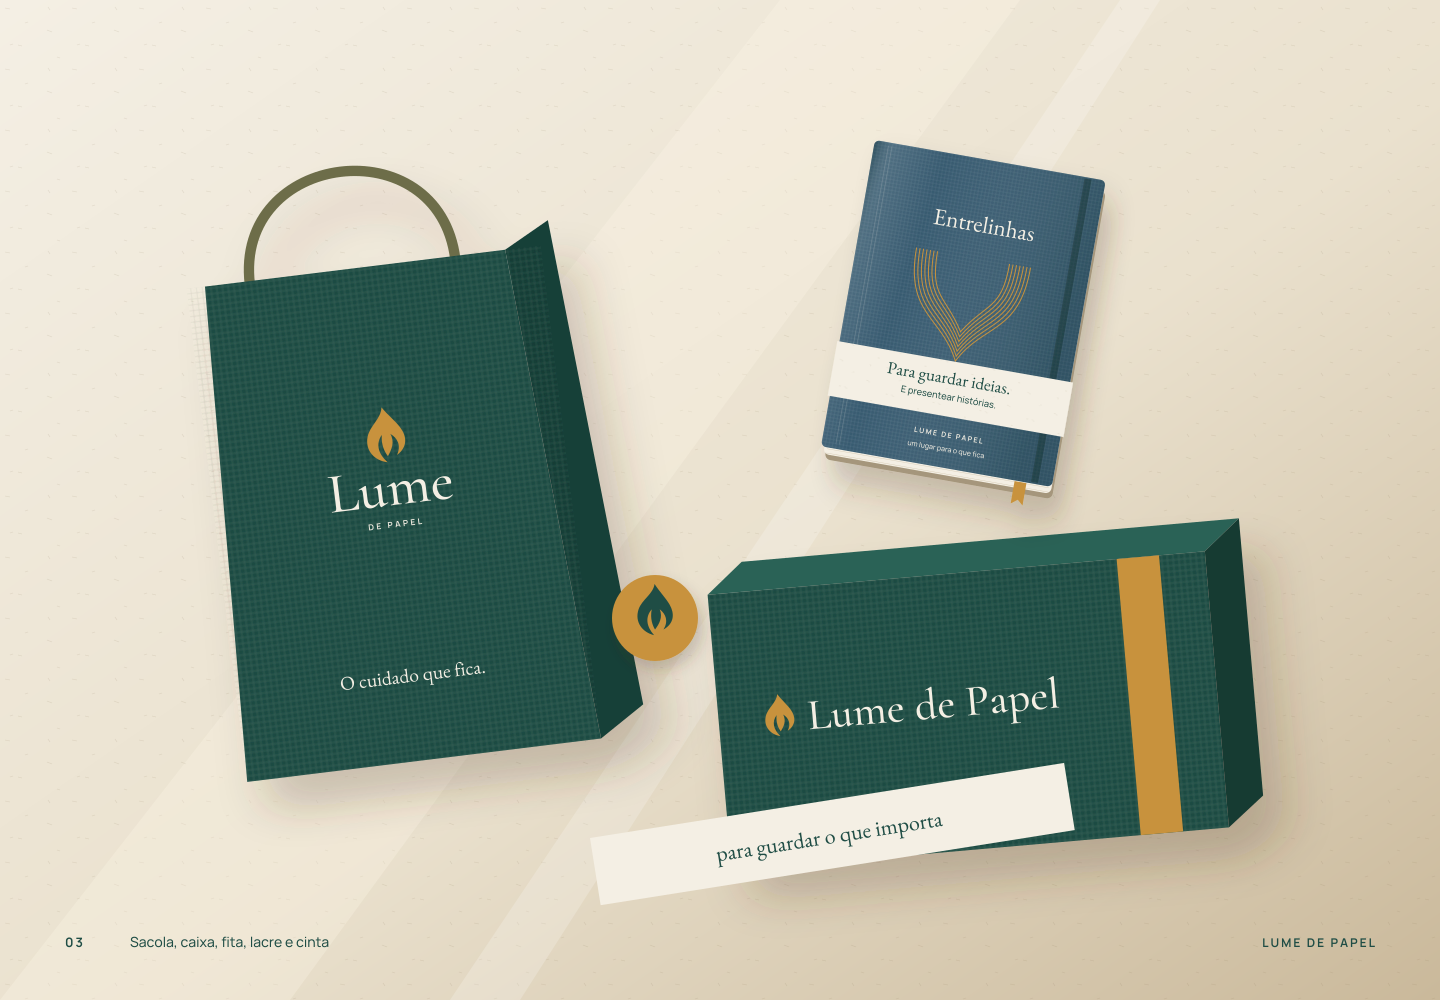 Lume
DE PAPEL
O cuidado que fica.
Entrelinhas
Para guardar ideias.
E presentear histórias.
LUME DE PAPEL
um lugar para o que fica
Lume de Papel
para guardar o que importa
03 Sacola, caixa, fita, lacre e cinta
LUME DE PAPEL